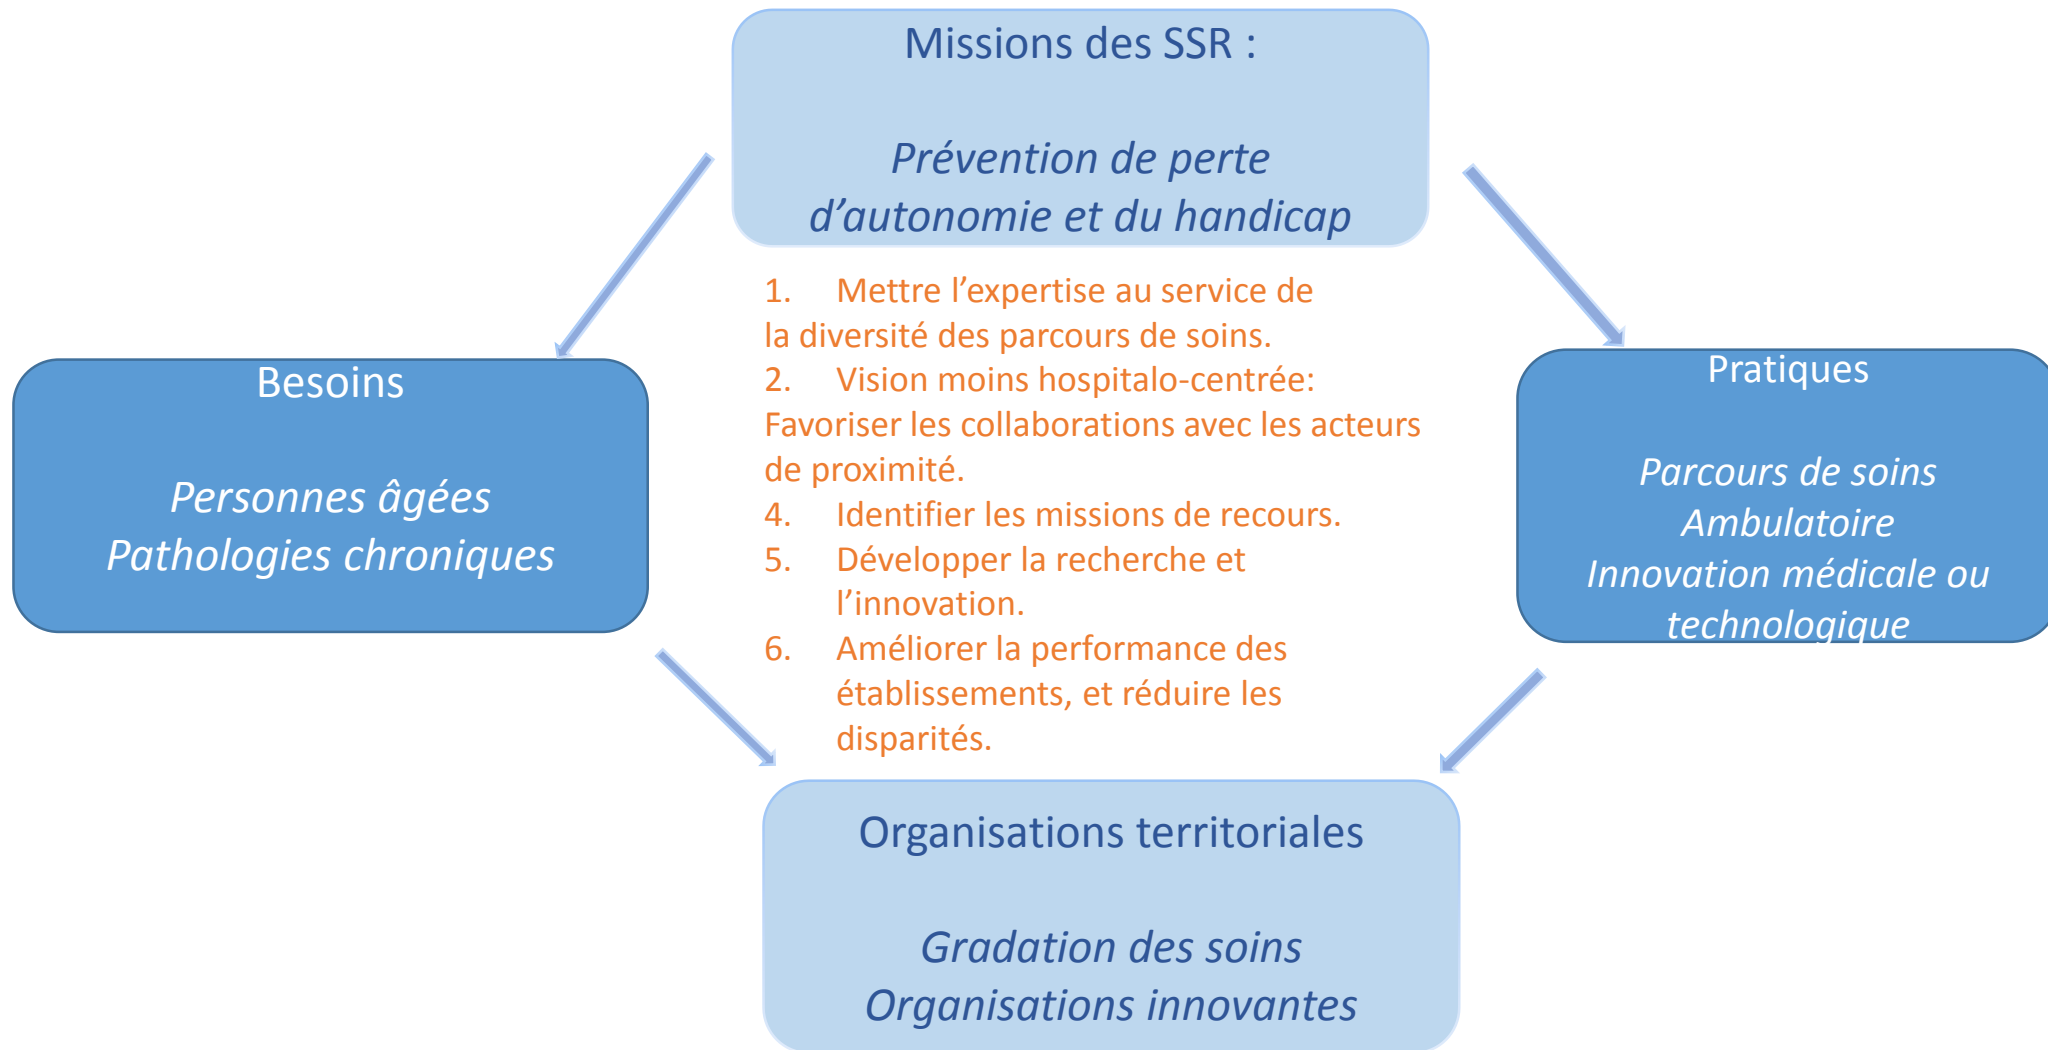 Missions des SSR :
Prévention de perte
d’autonomie et du handicap
1. Mettre l’expertise au service de
la diversité des parcours de soins.
2. Vision moins hospitalo-centrée:
Favoriser les collaborations avec les acteurs
de proximité.
4. Identifier les missions de recours.
5. Développer la recherche et
l’innovation.
6. Améliorer la performance des
établissements, et réduire les
disparités.
Besoins
Personnes âgées
Pathologies chroniques
Pratiques
Parcours de soins
Ambulatoire
Innovation médicale ou
technologique
Organisations territoriales
Gradation des soins
Organisations innovantes